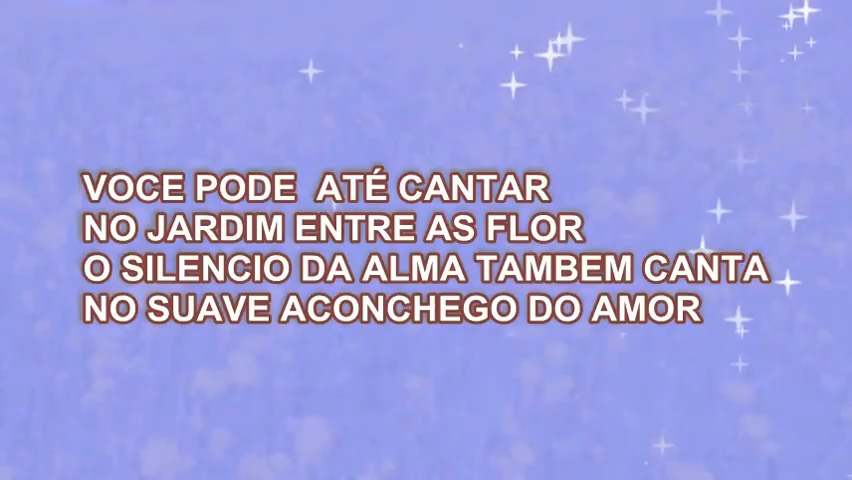 VOCE PODE  ATÉ CANTAR
NO JARDIM ENTRE AS FLOR
O SILENCIO DA ALMA TAMBEM CANTA
NO SUAVE ACONCHEGO DO AMOR